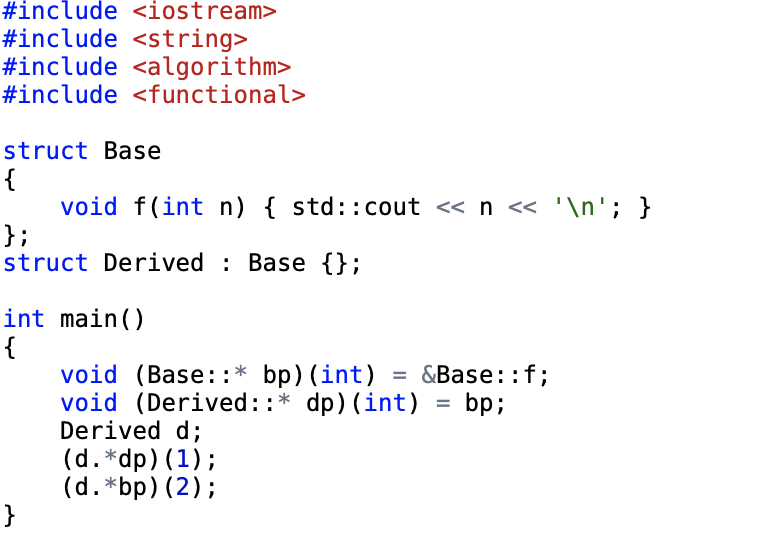 #include <iostream>
#include <string>
#include <algorithm>
#include <functional>

struct Base
{
    void f(int n) { std::cout << n << '\n'; }
};
struct Derived : Base {};

int main()
{
    void (Base::* bp)(int) = &Base::f;
    void (Derived::* dp)(int) = bp;
    Derived d;
    (d.*dp)(1);
    (d.*bp)(2);
}